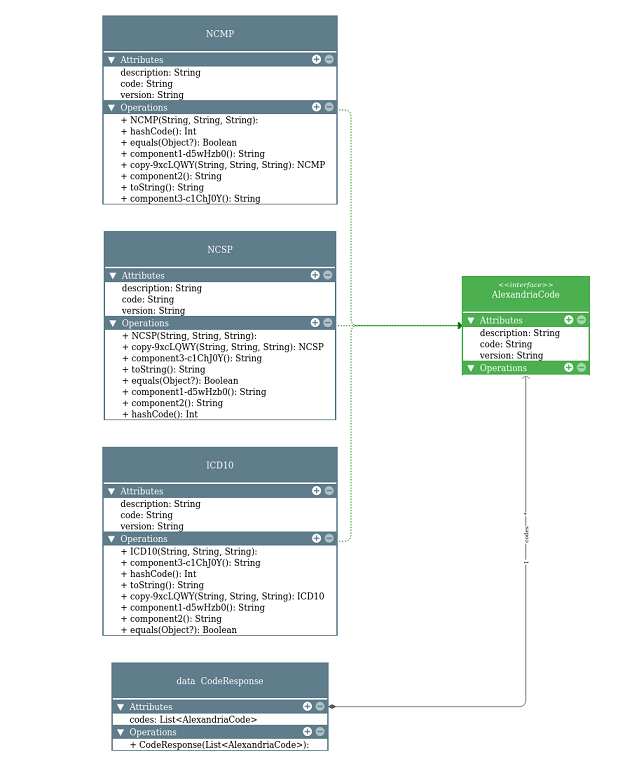 NCMP
Attributes
description: String
code: String
version: String
Operations
+ NCMP(String, String, String):
+ hashCode(): Int
+ equals(Object?): Boolean
+ component1-d5wHzb0(): String
+ copy-9xcLQWY(String, String, String): NCMP
+ component2(): String
+ toString(): String
+ component3-c1ChJ0Y(): String
NCSP
Attributes
description: String
code: String
version: String
Operations
+ NCSP(String, String, String):
+ copy-9xcLQWY(String, String, String): NCSP
+ component3-c1ChJ0Y(): String
+ toString(): String
+ equals(Object?): Boolean
+ component1-d5wHzb0(): String
+ component2(): String
+ hashCode(): Int
<<interface>>
AlexandriaCode
Attributes
description: String
code: String
version: String
Operations
ICD10
Attributes
description: String
code: String
version: String
Operations
+ ICD10(String, String, String):
+ component3-c1ChJ0Y(): String
+ hashCode(): Int
+ toString(): String
+ copy-9xcLQWY(String, String, String): ICD10
+ component1-d5wHzb0(): String
+ component2(): String
+ equals(Object?): Boolean
*
codes
1
data CodeResponse
Attributes
codes: List<AlexandriaCode>
Operations
+ CodeResponse(List<AlexandriaCode>):